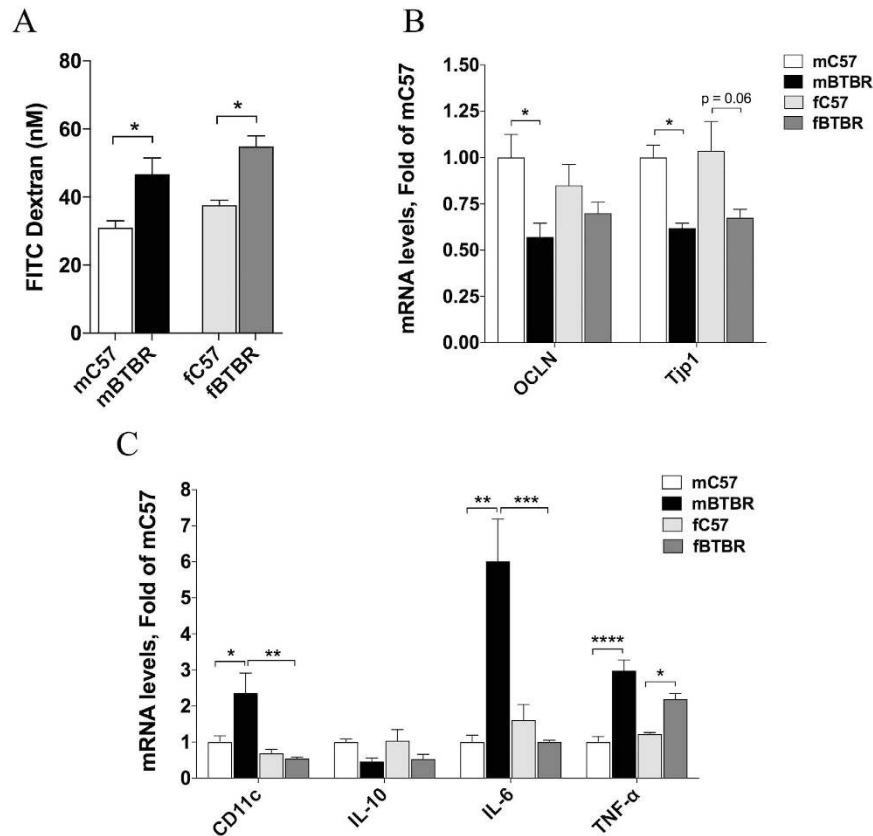 A
FITC Dextran (nM)
80
60
40
20
0
*
*
mC57
mBTBR
fC57
fBTBR
B
mRNA levels, Fold of mC57
1.50
1.25
1.00
0.75
0.50
0.25
0.00
*
*
p = 0.06
OCLN
Tjp1
mC57
mBTBR
fC57
fBTBR
C
mRNA levels, Fold of mC57
8
7
6
5
4
3
2
1
0
*
**
**
***
****
*
CD11c
IL-10
IL-6
TNF-α
mC57
mBTBR
fC57
fBTBR